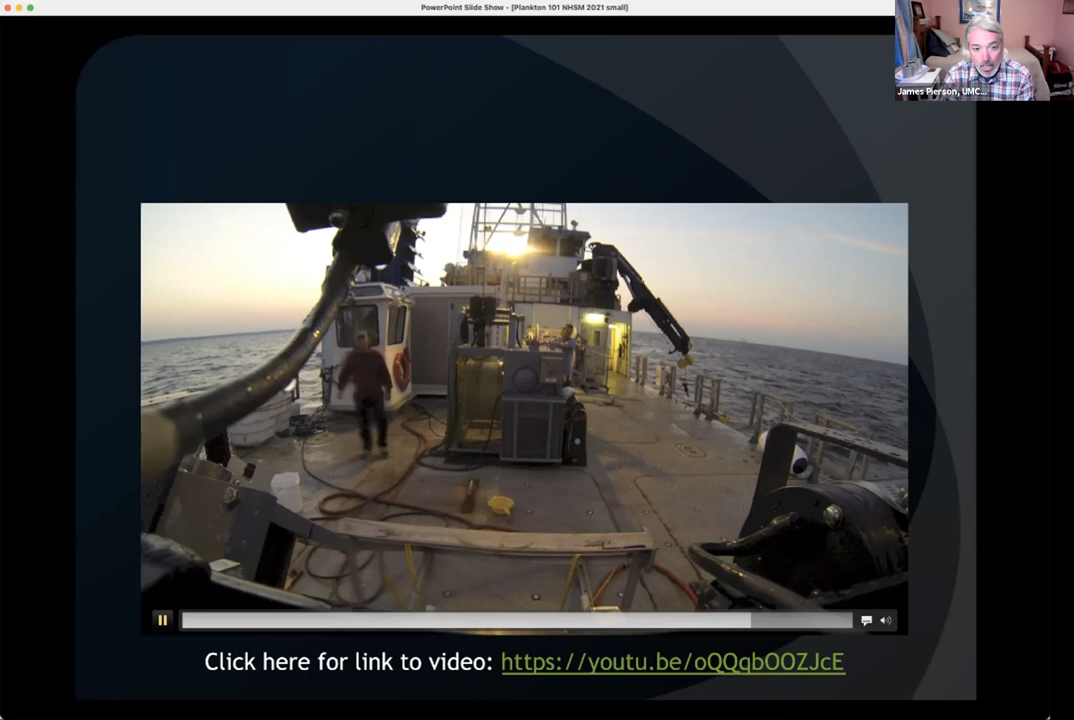 PowerPoint Slide Show - [Plankton 101 NHSM 2021 small]
James Pierson, UMC...
Click here for link to video: https://youtu.be/oQQqbOOZJcE